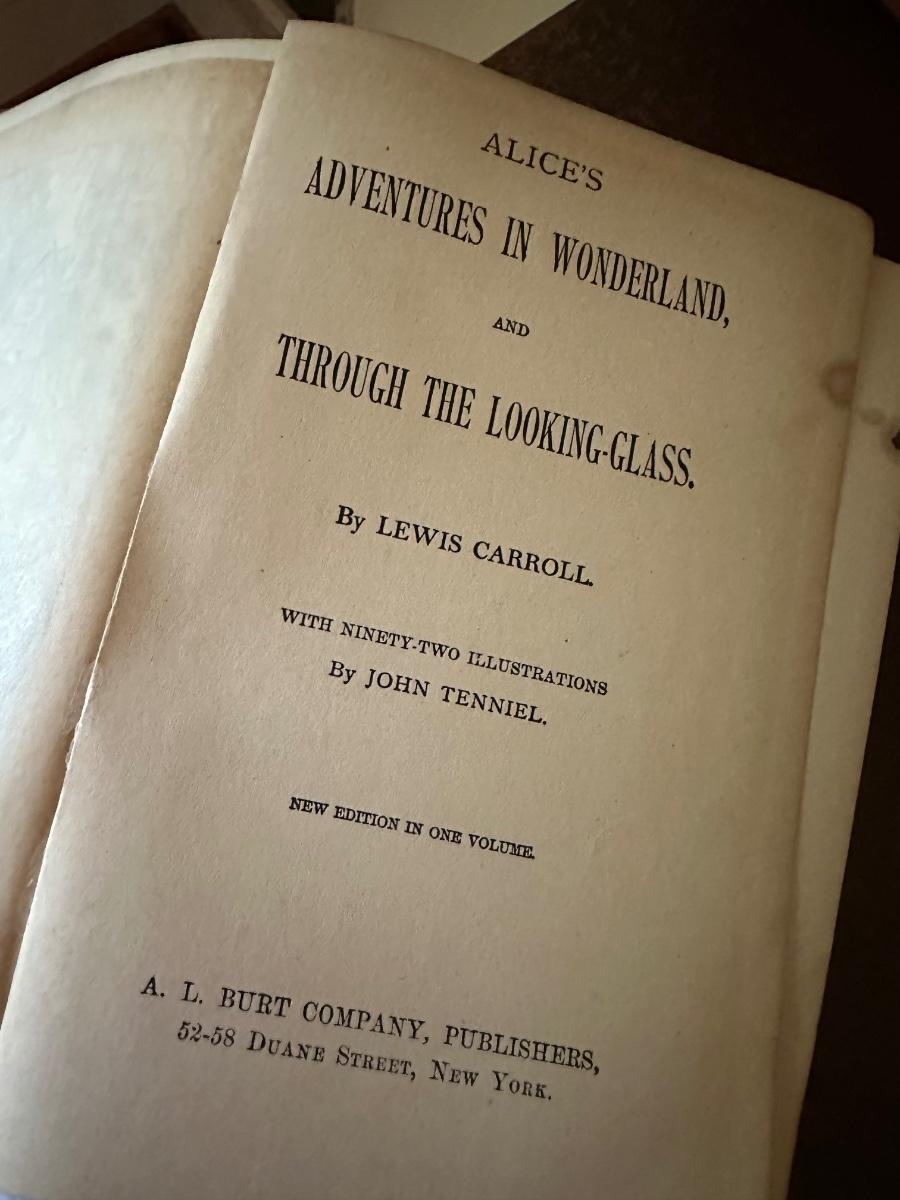 ALICE'S
ADVENTURES IN WONDERLAND,
AND
THROUGH THE LOOKING-GLASS.
By LEWIS CARROLL.
WITH NINETY-TWO ILLUSTRATIONS
By JOHN TENNIEL.
NEW EDITION IN ONE VOLUME.
A. L. BURT COMPANY, PUBLISHERS,
52-58 DUANE STREET, NEW YORK.